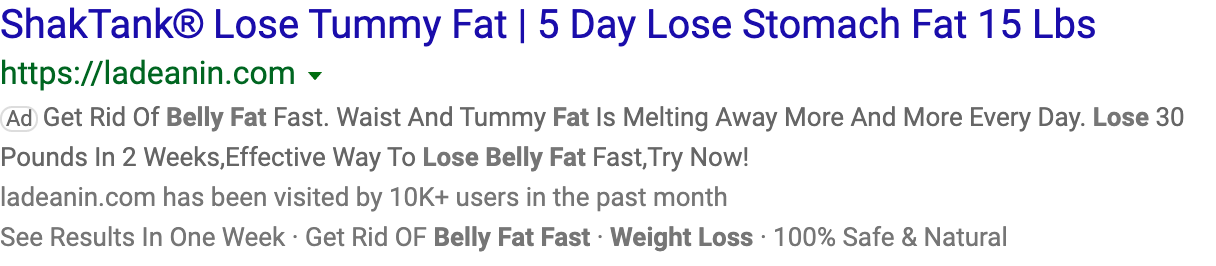 ShakTank® Lose Tummy Fat | 5 Day Lose Stomach Fat 15 Lbs
https://ladeanin.com
Ad Get Rid Of Belly Fat Fast. Waist And Tummy Fat Is Melting Away More And More Every Day. Lose 30
Pounds In 2 Weeks,Effective Way To Lose Belly Fat Fast,Try Now!
ladeanin.com has been visited by 10K+ users in the past month
See Results In One Week · Get Rid OF Belly Fat Fast · Weight Loss · 100% Safe & Natural